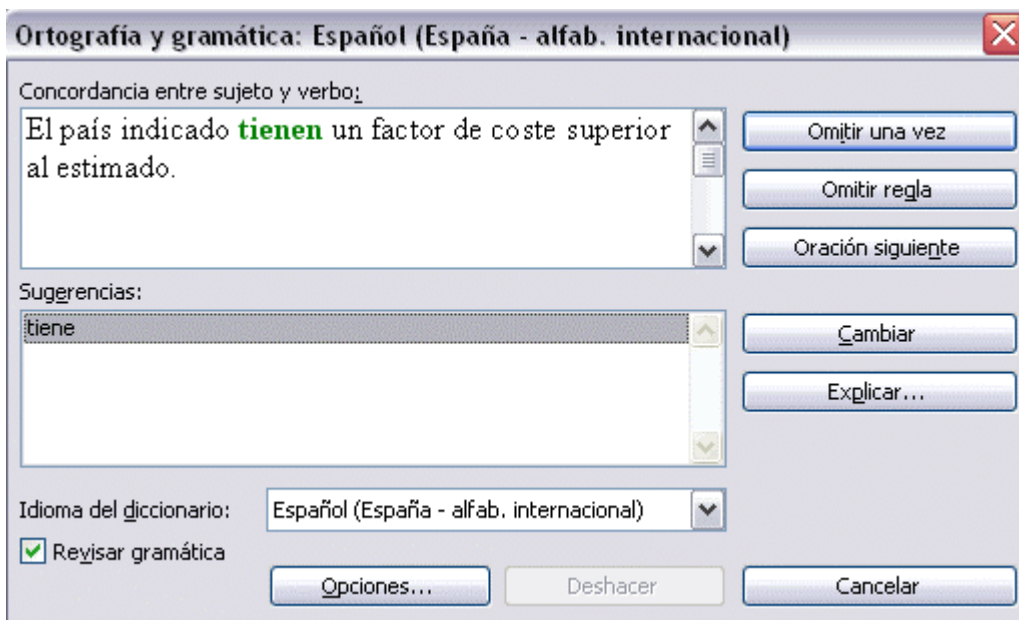 Ortografía y gramática: Español (España - alfab. internacional)
Concordancia entre sujeto y verbo:
El país indicado tienen un factor de coste superior
al estimado.
Omitir una vez
Omitir regla
Oración siguiente
Sugerencias:
tiene
Cambiar
Explicar...
Idioma del diccionario:
Español (España - alfab. internacional)
Revisar gramática
Opciones...
Deshacer
Cancelar